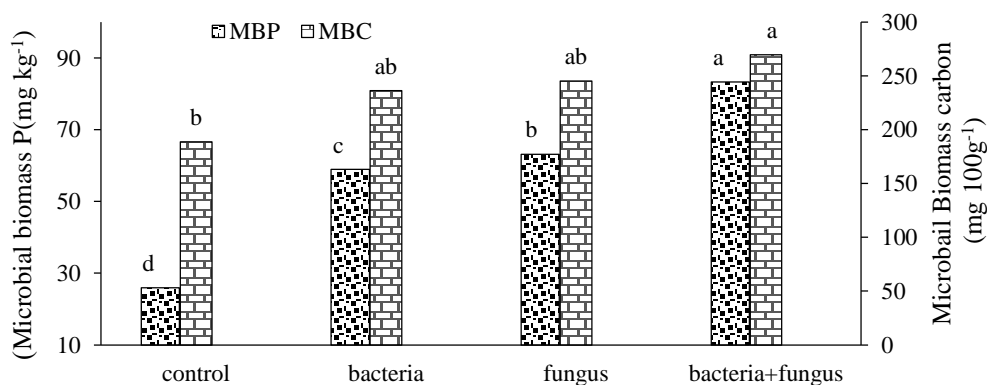 MBP MBC
(Microbial biomass P(mg kg-1)
90
70
50
30
10
d
b
c
ab
b
ab
a
a
300
250
200
150
100
50
0
Microbail Biomass carbon
(mg 100g-1)
control bacteria fungus bacteria+fungus